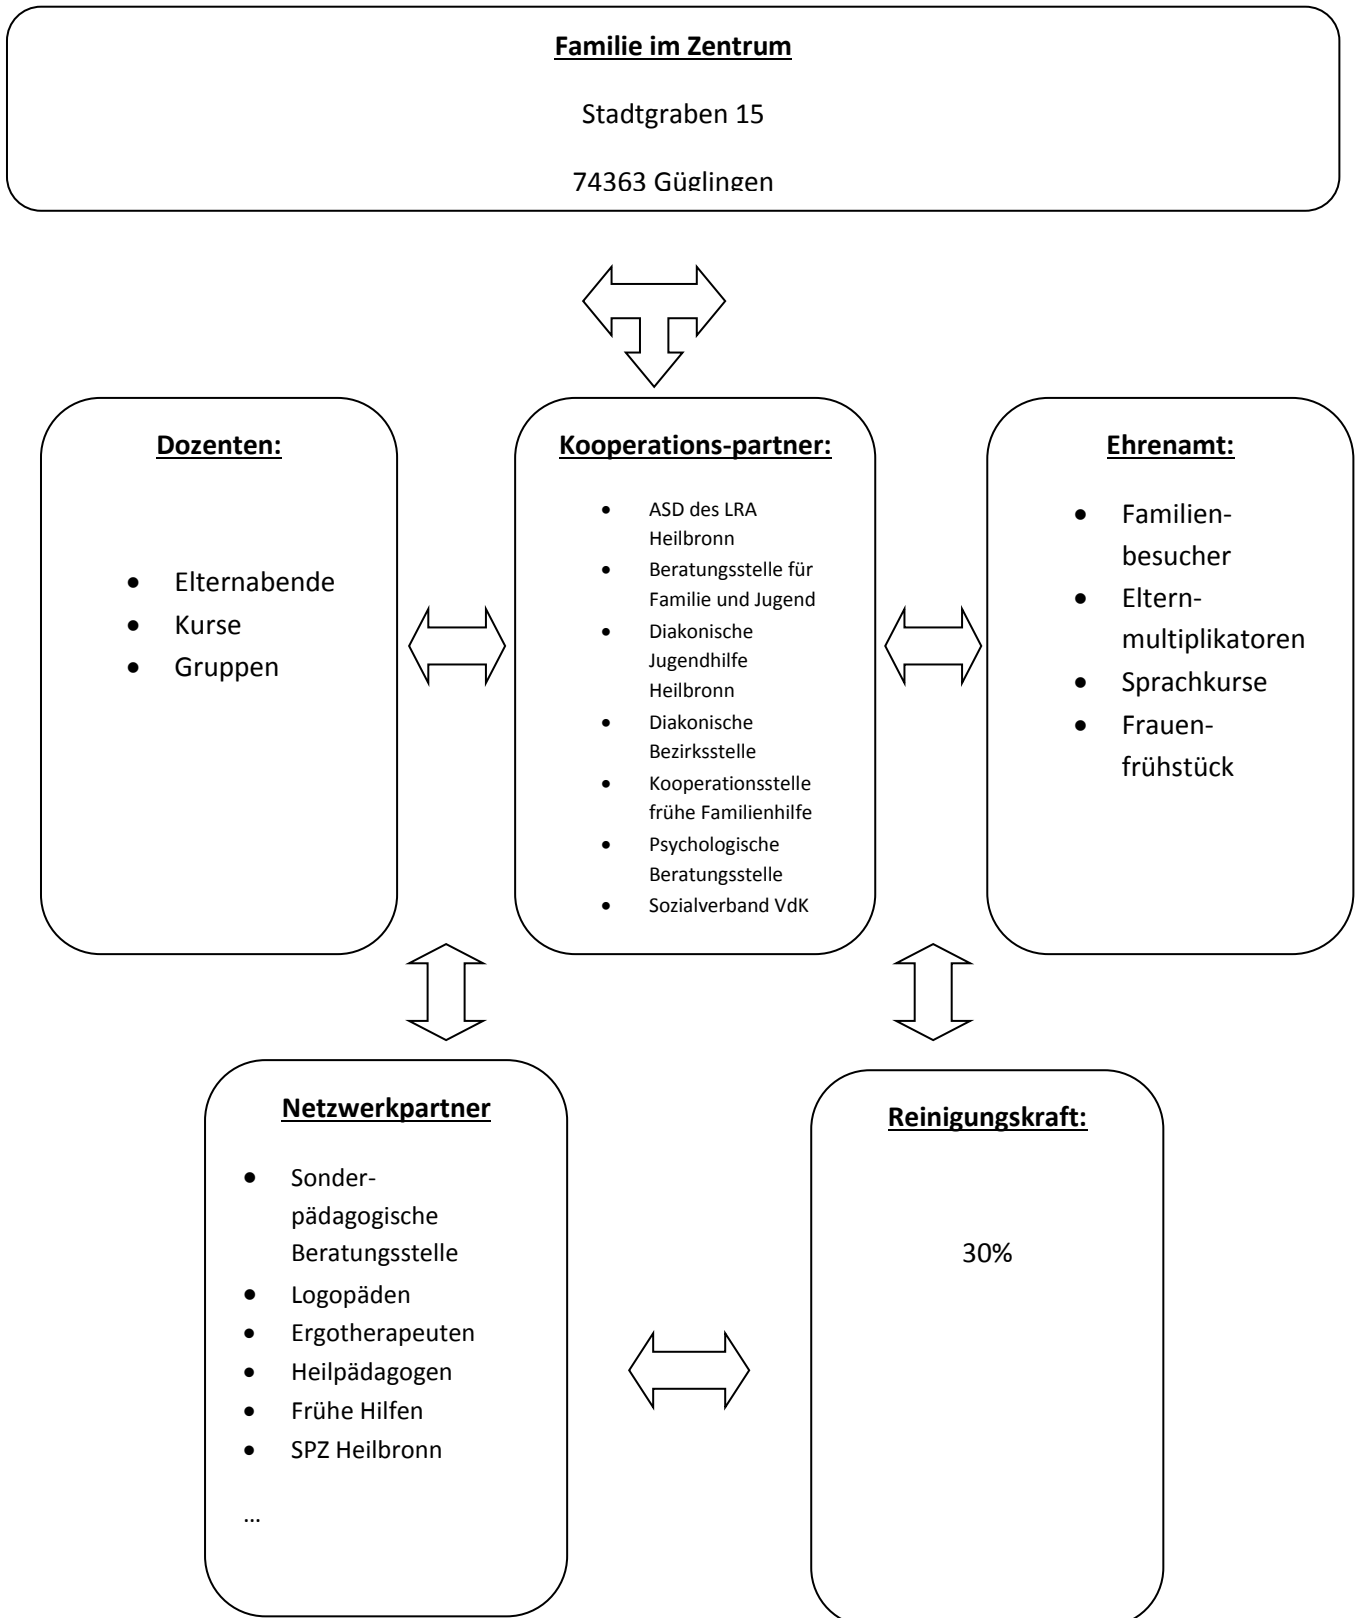 Familie im Zentrum
Stadtgraben 15
74363 Güglingen
Dozenten:
• Elternabende
• Kurse
• Gruppen
Kooperations-partner:
• ASD des LRA
Heilbronn
• Beratungsstelle für
Familie und Jugend
• Diakonische
Jugendhilfe
Heilbronn
• Diakonische
Bezirksstelle
• Kooperationsstelle
frühe Familienhilfe
• Psychologische
Beratungsstelle
• Sozialverband VdK
Ehrenamt:
• Familien-
besucher
• Eltern-
multiplikatoren
• Sprachkurse
• Frauen-
frühstück
Netzwerkpartner
• Sonder-
pädagogische
Beratungsstelle
• Logopäden
• Ergotherapeuten
• Heilpädagogen
• Frühe Hilfen
• SPZ Heilbronn
...
Reinigungskraft:
30%